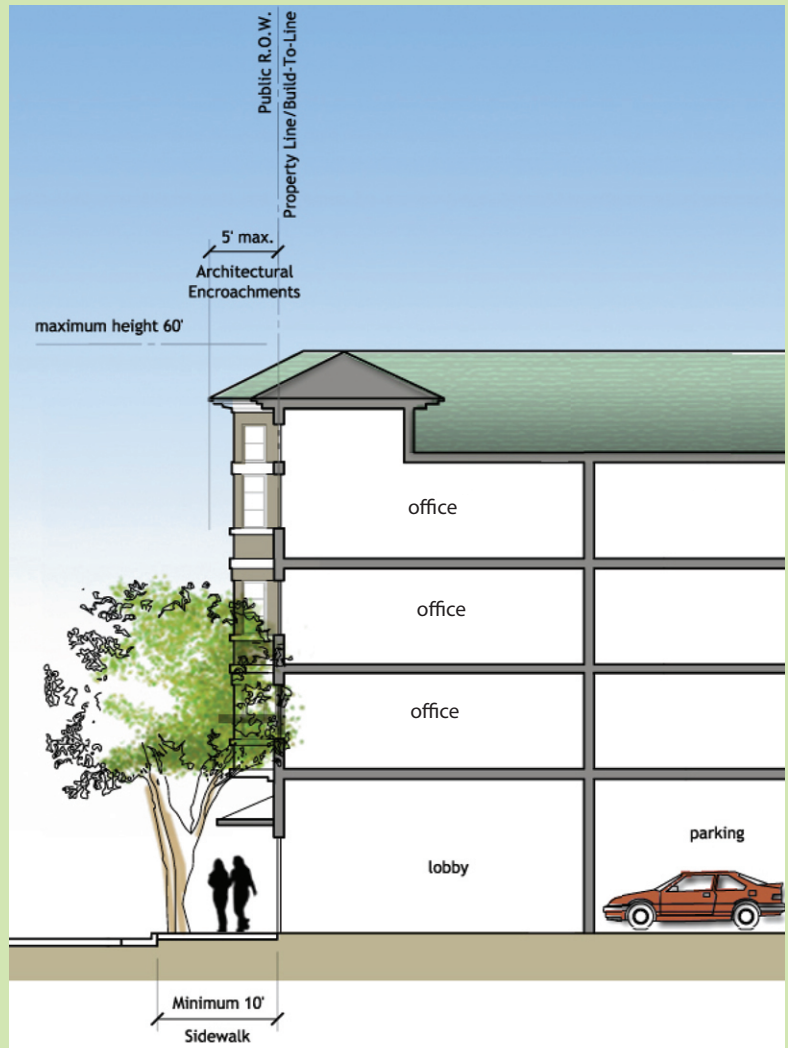 Public R.O.W.
Property Line/Build-To-Line
5' max.
Architectural
Encroachments
maximum height 60'
office
office
office
parking
lobby
Minimum 10'
Sidewalk